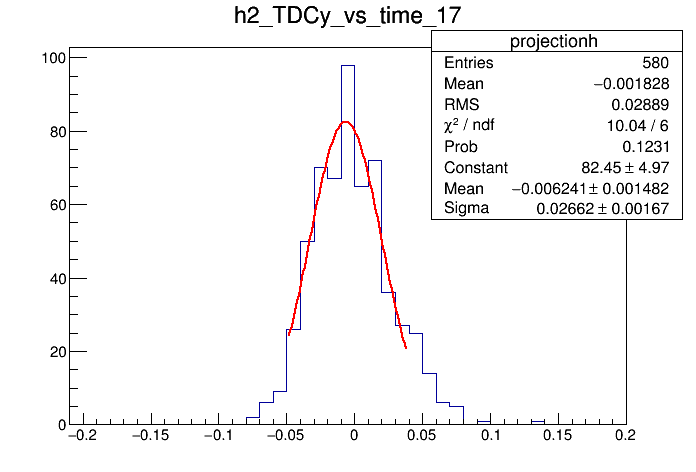 h2_TDCy_vs_time_17
projectionh
Entries 580
Mean −0.001828
RMS 0.02889
χ² / ndf 10.04 / 6
Prob 0.1231
Constant 82.45 ± 4.97
Mean −0.006241 ± 0.001482
Sigma 0.02662 ± 0.00167
100
80
60
40
20
0
−0.2 −0.15 −0.1 −0.05 0 0.05 0.1 0.15 0.2